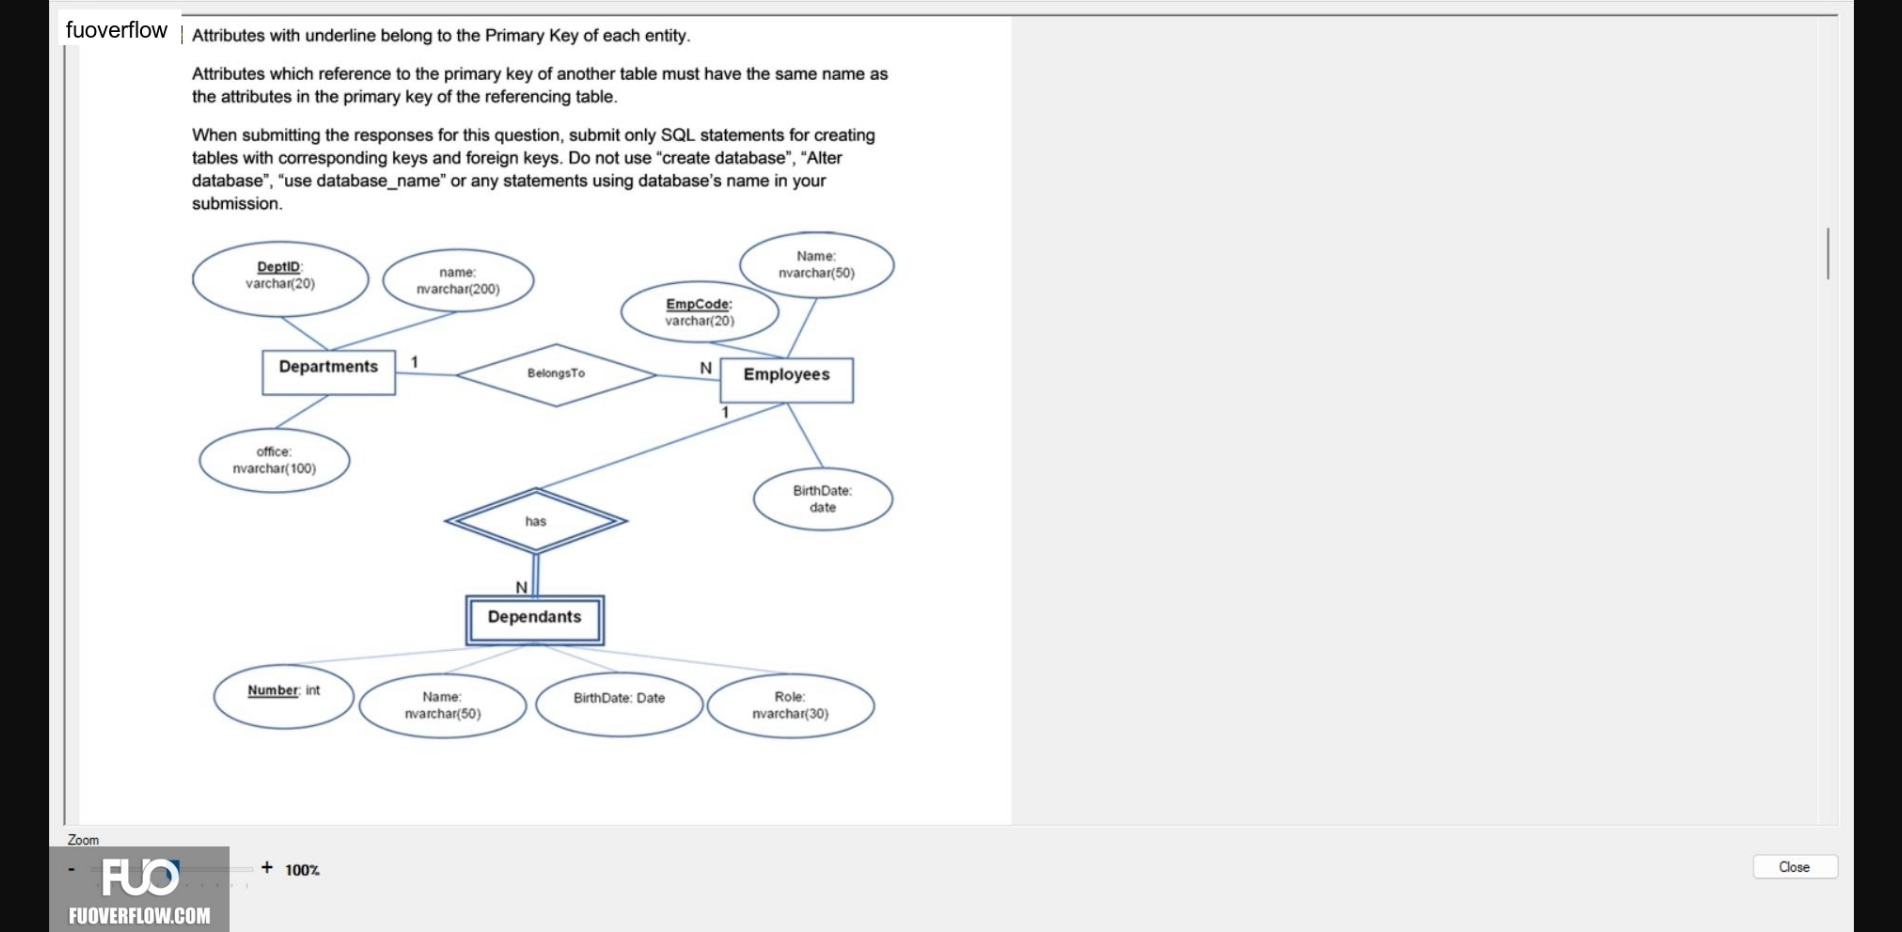 fuoverflow
Attributes with underline belong to the Primary Key of each entity.
Attributes which reference to the primary key of another table must have the same name as
the attributes in the primary key of the referencing table.
When submitting the responses for this question, submit only SQL statements for creating
tables with corresponding keys and foreign keys. Do not use “create database”, “Alter
database”, “use database_name” or any statements using database’s name in your
submission.
DeptID:
varchar(20)
name:
nvarchar(200)
Name:
nvarchar(50)
EmpCode:
varchar(20)
Departments
1
BelongsTo
N
Employees
1
office:
nvarchar(100)
BirthDate:
date
has
N
Dependants
Number: int
Name:
nvarchar(50)
BirthDate: Date
Role:
nvarchar(30)
Zoom
- + 100%
Close
FUO
FUOVERFLOW.COM